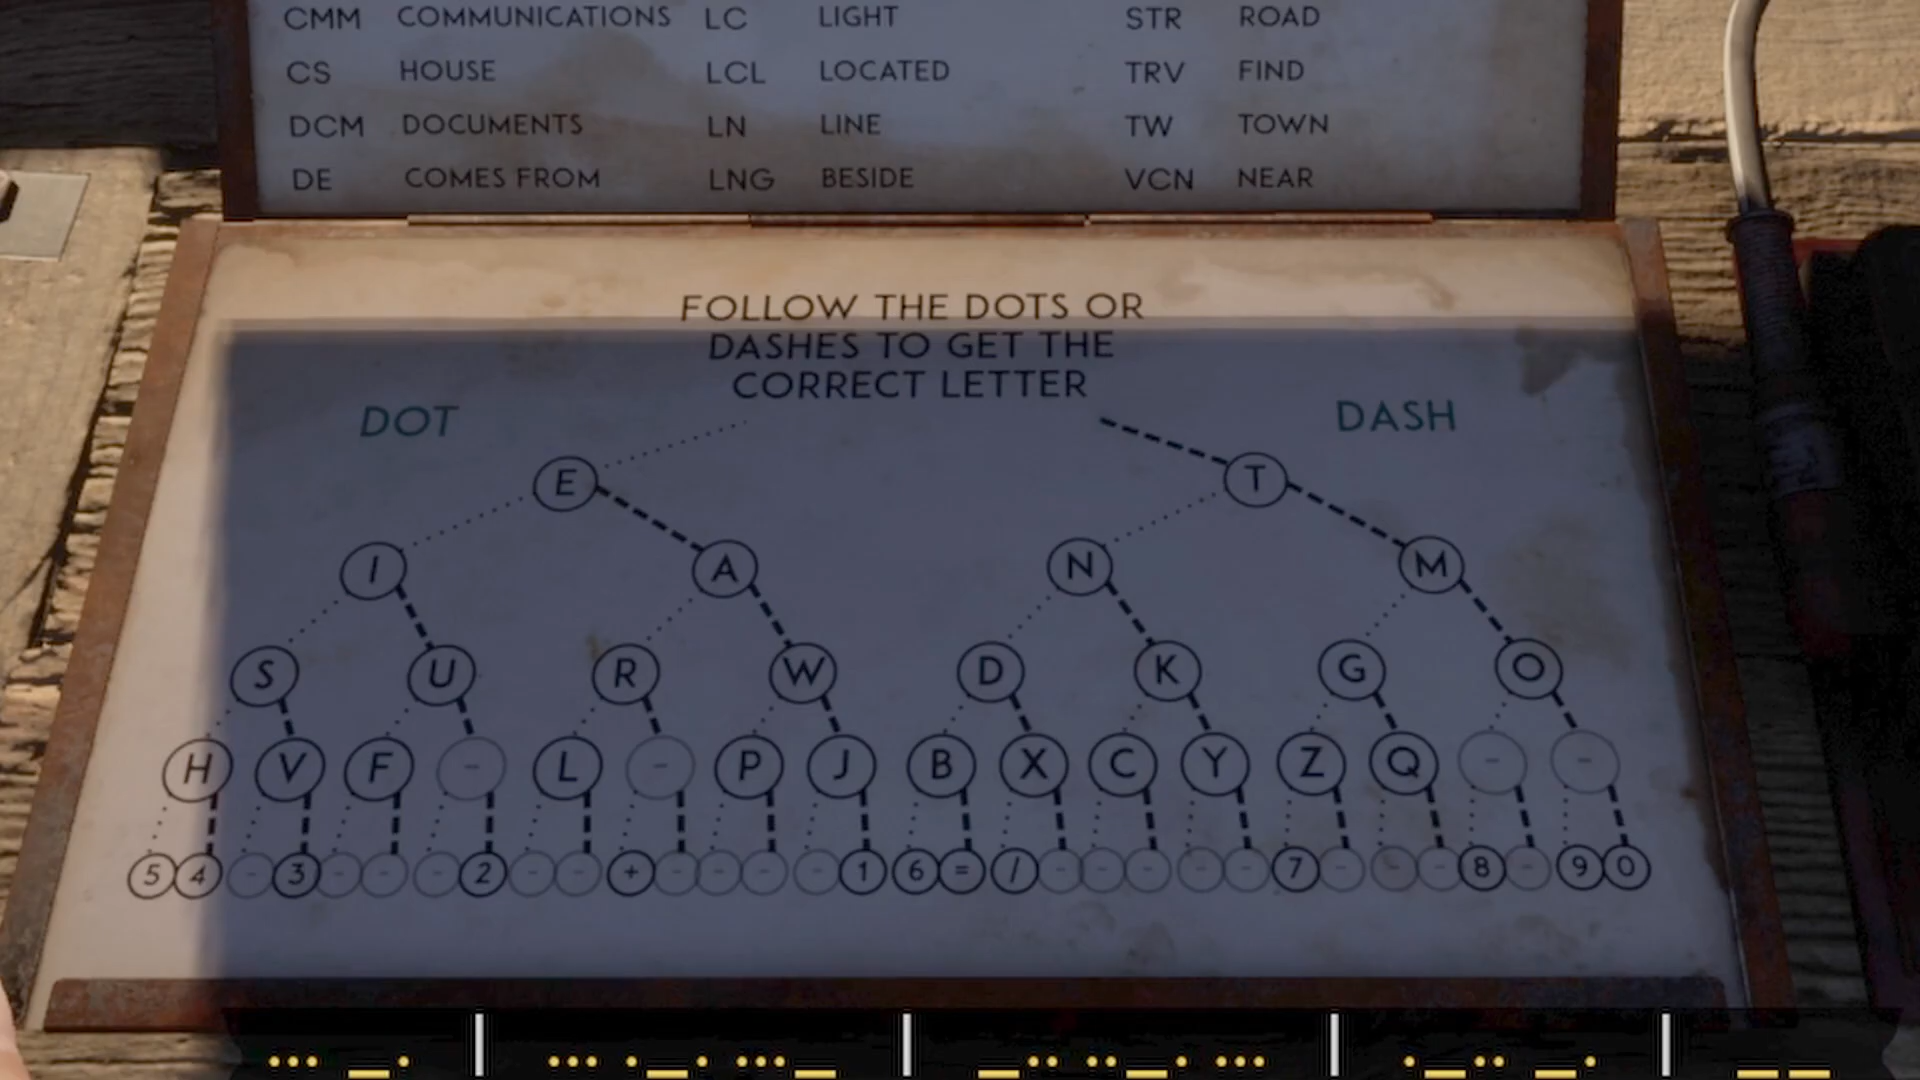 CMM COMMUNICATIONS LC LIGHT STR ROAD
CS HOUSE LCL LOCATED TRV FIND
DCM DOCUMENTS LN LINE TW TOWN
DE COMES FROM LNG BESIDE VCN NEAR
FOLLOW THE DOTS OR
DASHES TO GET THE
CORRECT LETTER
DOT DASH
E T
I A N M
S U R W D K G O
H V F - L - P J B X C Y Z Q - -
5 4 - 3 - - - 2 - - + - - - - 1 6 = / - - - - - 7 - - - 8 - 9 0
••• _• | ••• •_• •••_ | _•• ••_• ••• | •_•• _• | _ _